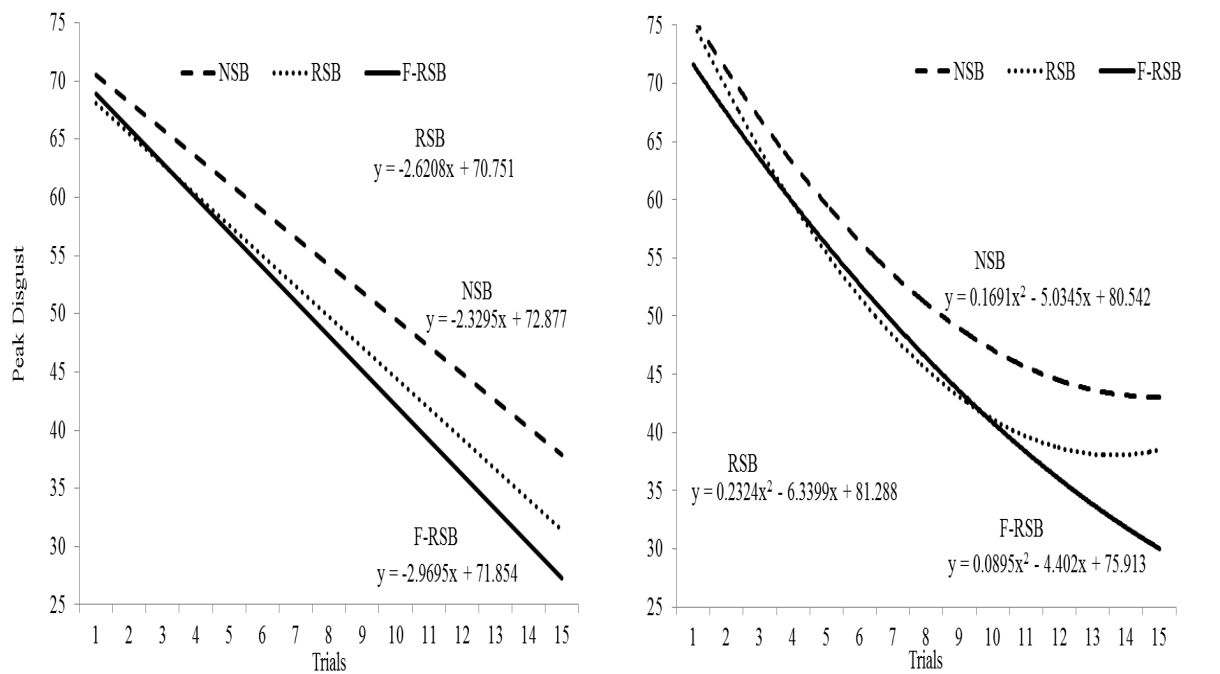 Peak Disgust
75
70
65
60
55
50
45
40
35
30
25
NSB RSB F-RSB
RSB
y = -2.6208x + 70.751
NSB
y = -2.3295x + 72.877
F-RSB
y = -2.9695x + 71.854
1 2 3 4 5 6 7 8 9 10 11 12 13 14 15
Trials
75
70
65
60
55
50
45
40
35
30
25
NSB RSB F-RSB
NSB
y = 0.1691x² - 5.0345x + 80.542
RSB
y = 0.2324x² - 6.3399x + 81.288
F-RSB
y = 0.0895x² - 4.402x + 75.913
1 2 3 4 5 6 7 8 9 10 11 12 13 14 15
Trials